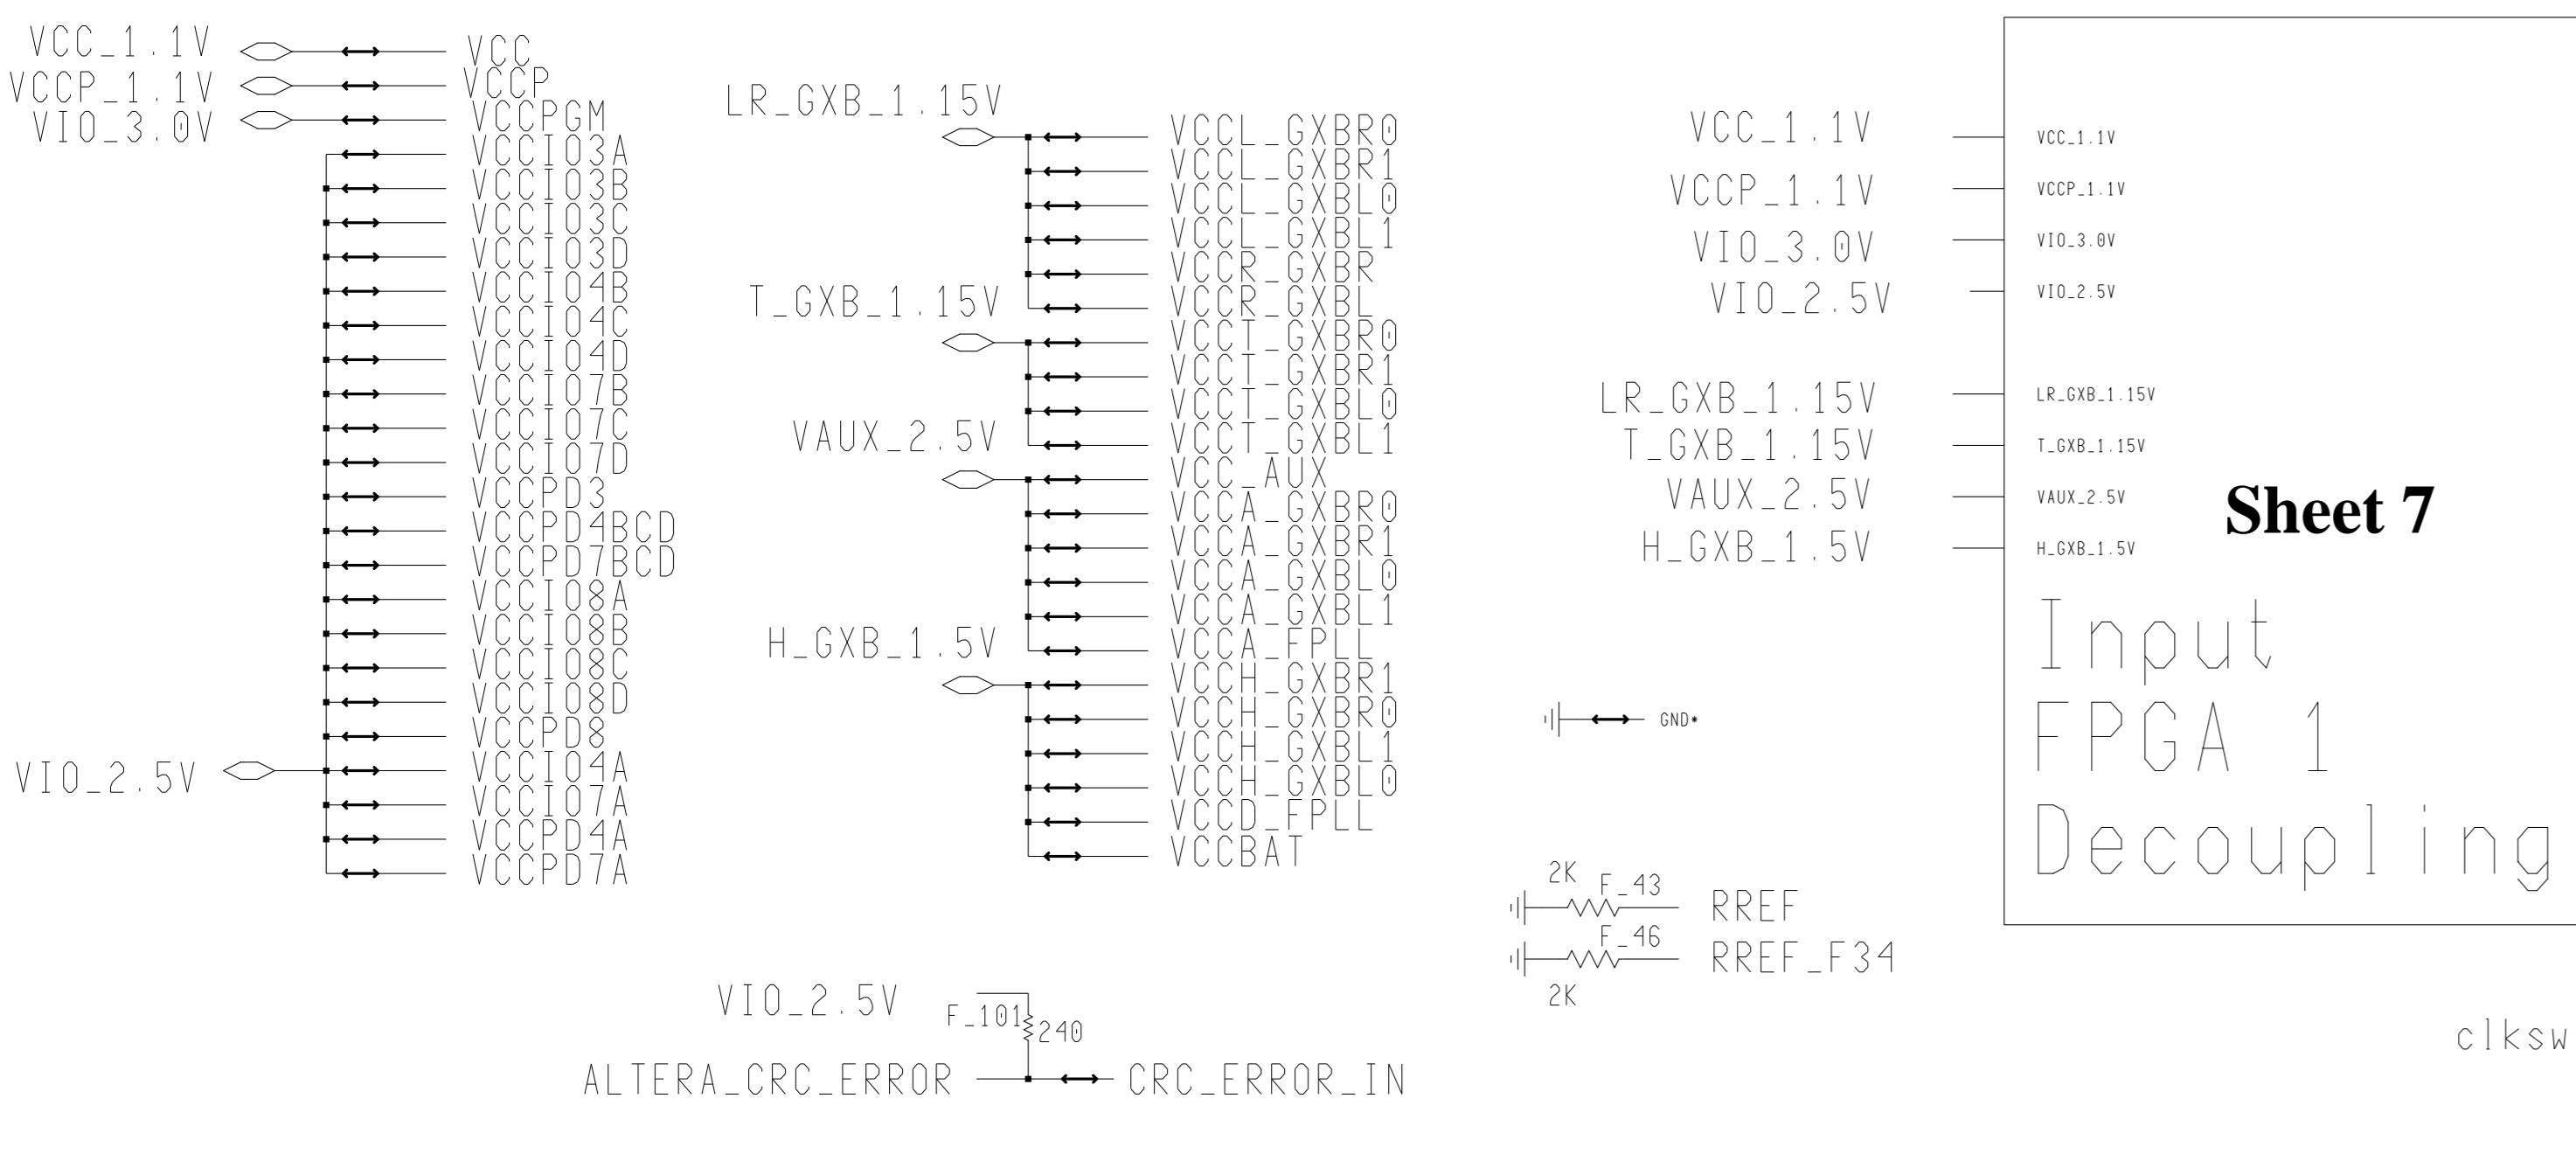 VCC_1.1V
VCCP_1.1V
VIO_3.0V
VIO_2.5V
VCC
VCCP
VCCPGM
VCCIO3A
VCCIO3B
VCCIO3C
VCCIO3D
VCCIO4B
VCCIO4C
VCCIO4D
VCCIO7B
VCCIO7C
VCCIO7D
VCCPD3
VCCPD4BCD
VCCPD7BCD
VCCIO8A
VCCIO8B
VCCIO8C
VCCIO8D
VCCPD8
VCCIO4A
VCCIO7A
VCCPD4A
VCCPD7A
LR_GXB_1.15V
T_GXB_1.15V
VAUX_2.5V
H_GXB_1.5V
VCCL_GXBR0
VCCL_GXBR1
VCCL_GXBL0
VCCL_GXBL1
VCCR_GXBR
VCCR_GXBL
VCCT_GXBR0
VCCT_GXBR1
VCCT_GXBL0
VCCT_GXBL1
VCC_AUX
VCCA_GXBR0
VCCA_GXBR1
VCCA_GXBL0
VCCA_GXBL1
VCCA_FPLL
VCCH_GXBR1
VCCH_GXBR0
VCCH_GXBL1
VCCH_GXBL0
VCCD_FPLL
VCCBAT
VIO_2.5V
F_101
240
ALTERA_CRC_ERROR
CRC_ERROR_IN
VCC_1.1V
VCCP_1.1V
VIO_3.0V
VIO_2.5V
LR_GXB_1.15V
T_GXB_1.15V
VAUX_2.5V
H_GXB_1.5V
GND*
2K
F_43
RREF
F_46
RREF_F34
2K
VCC_1.1V
VCCP_1.1V
VIO_3.0V
VIO_2.5V
LR_GXB_1.15V
T_GXB_1.15V
VAUX_2.5V
H_GXB_1.5V
Sheet 7
Input
FPGA 1
Decoupling
clksw